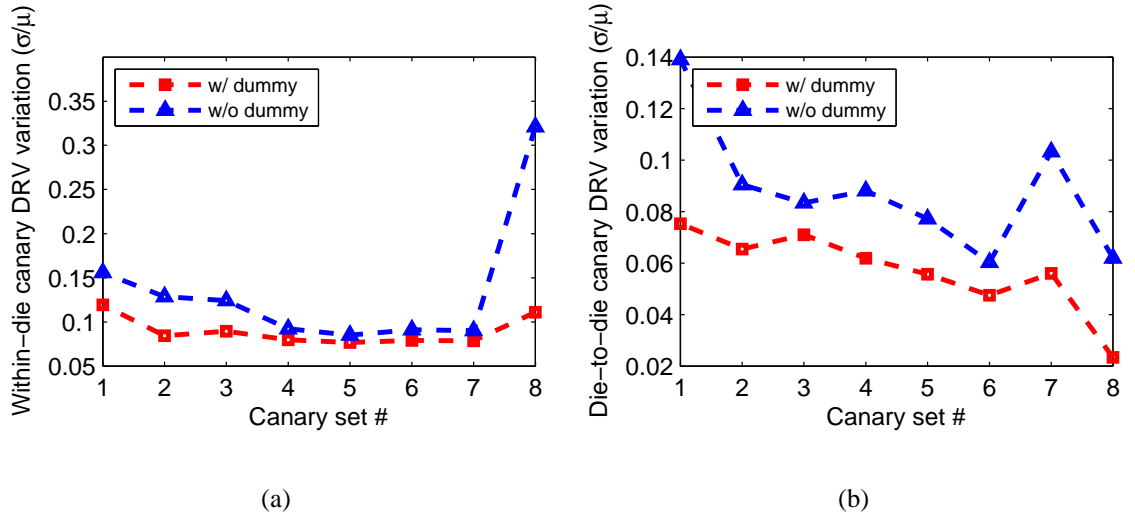 Within−die canary DRV variation (σ/μ)
0.35
0.3
0.25
0.2
0.15
0.1
0.05
w/ dummy
w/o dummy
1 2 3 4 5 6 7 8
Canary set #
(a)
Die−to−die canary DRV variation (σ/μ)
0.14
0.12
0.1
0.08
0.06
0.04
0.02
w/ dummy
w/o dummy
1 2 3 4 5 6 7 8
Canary set #
(b)